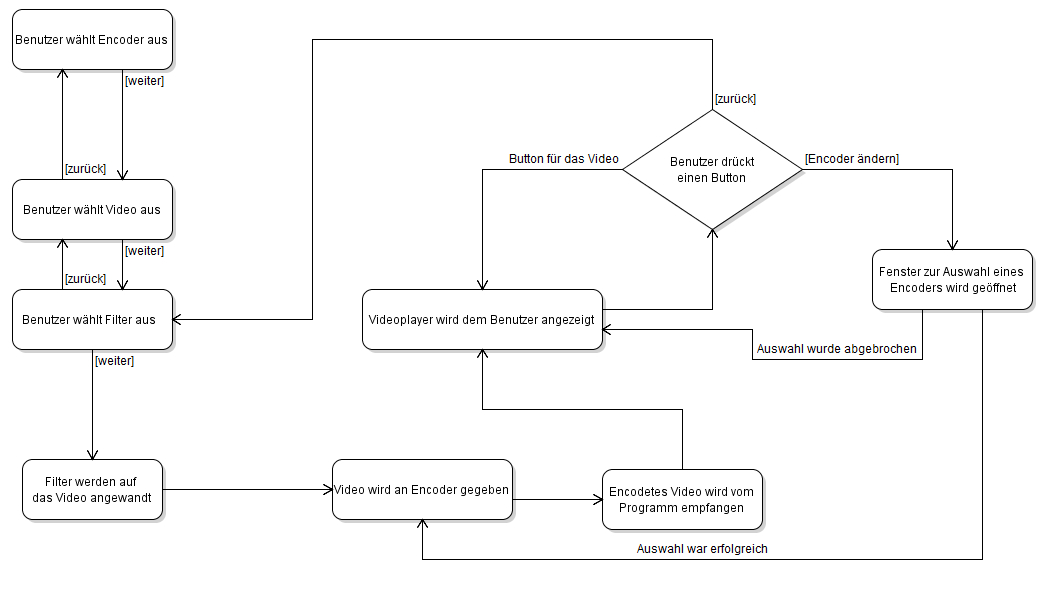 Benutzer wählt Encoder aus
[weiter]
[zurück]
Benutzer wählt Video aus
[weiter]
[zurück]
Benutzer wählt Filter aus
[weiter]
Filter werden auf
das Video angewandt
Video wird an Encoder gegeben
Encodetes Video wird vom
Programm empfangen
Videoplayer wird dem Benutzer angezeigt
[zurück]
Button für das Video
Benutzer drückt
einen Button
[Encoder ändern]
Fenster zur Auswahl eines
Encoders wird geöffnet
Auswahl wurde abgebrochen
Auswahl war erfolgreich